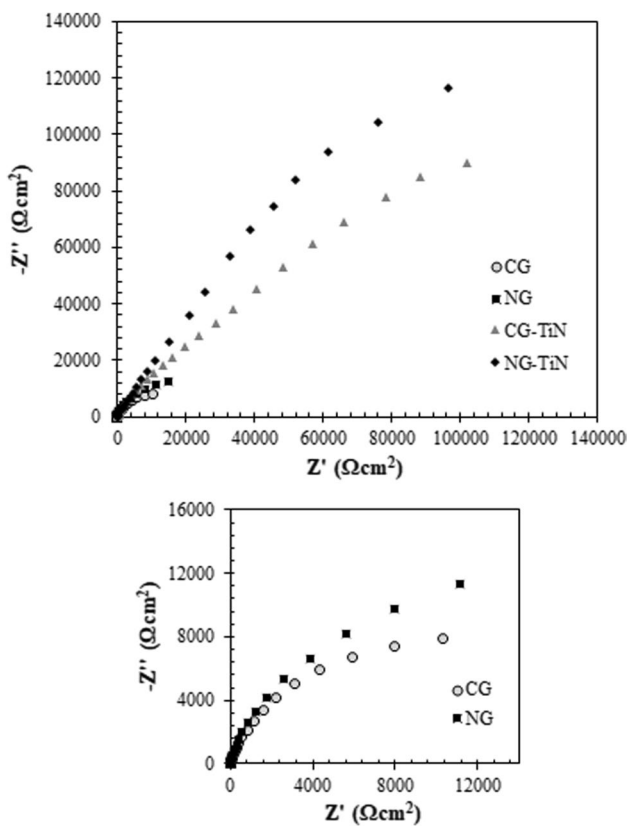 140000
120000
100000
80000
60000
40000
20000
0
-Z'' (Ωcm²)
CG
NG
CG-TiN
NG-TiN
0 20000 40000 60000 80000 100000 120000 140000
Z' (Ωcm²)
16000
12000
8000
4000
0
-Z'' (Ωcm²)
CG
NG
0 4000 8000 12000
Z' (Ωcm²)